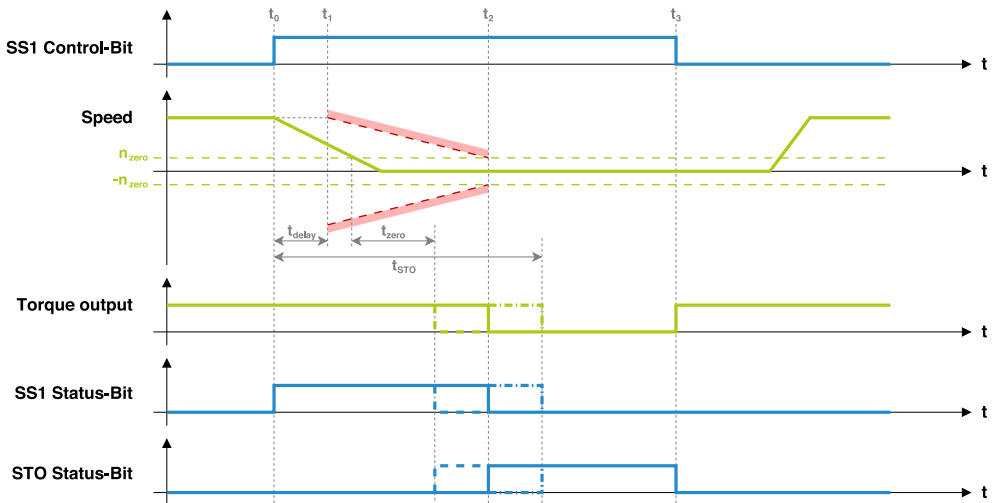 t0 t1 t2 t3
SS1 Control-Bit
t
Speed
nzero
t
-nzero
tdelay tzero
tSTO
Torque output
t
SS1 Status-Bit
t
STO Status-Bit
t